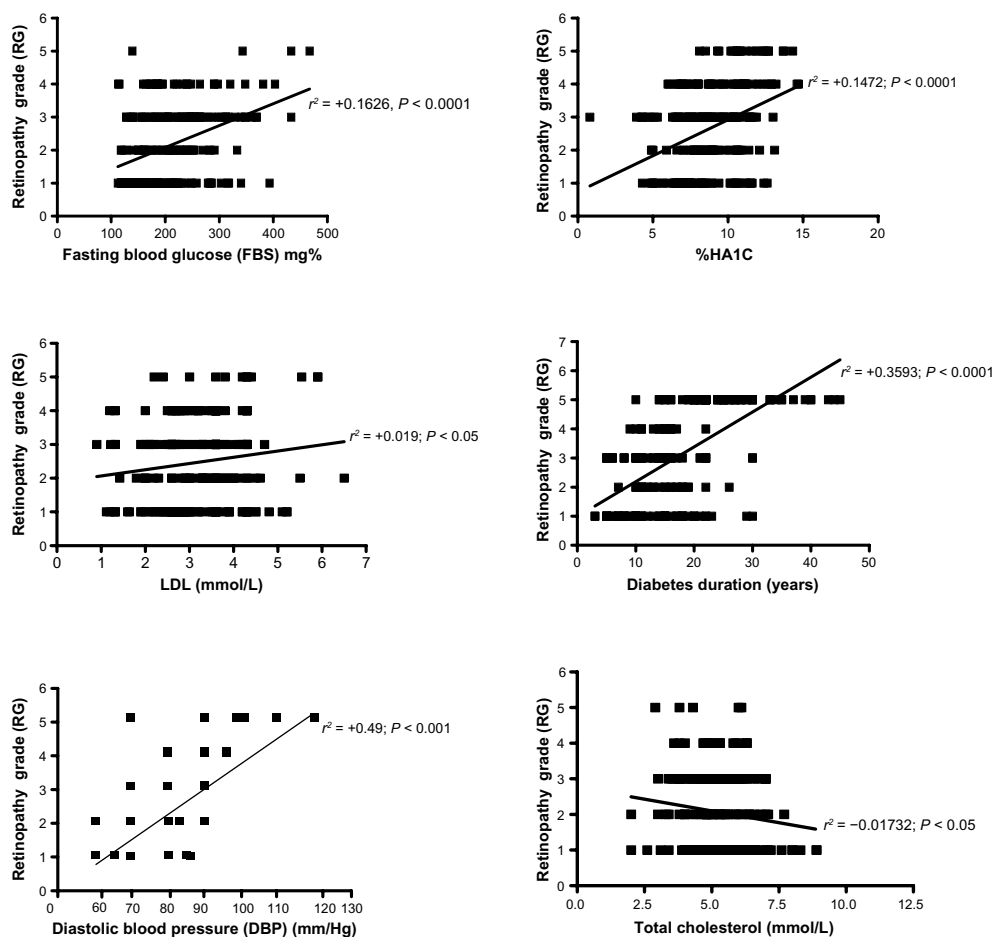 Retinopathy grade (RG)
6
5
4
3
2
1
0
r² = +0.1626, P < 0.0001
0 100 200 300 400 500
Fasting blood glucose (FBS) mg%
Retinopathy grade (RG)
6
5
4
3
2
1
0
r² = +0.1472; P < 0.0001
0 5 10 15 20
%HA1C
Retinopathy grade (RG)
6
5
4
3
2
1
0
r² = +0.019; P < 0.05
0 1 2 3 4 5 6 7
LDL (mmol/L)
Retinopathy grade (RG)
7
6
5
4
3
2
1
0
r² = +0.3593; P < 0.0001
0 10 20 30 40 50
Diabetes duration (years)
Retinopathy grade (RG)
6
5
4
3
2
1
0
r² = +0.49; P < 0.001
0 60 70 80 90 100 110 120 130
Diastolic blood pressure (DBP) (mm/Hg)
Retinopathy grade (RG)
6
5
4
3
2
1
0
r² = −0.01732; P < 0.05
0.0 2.5 5.0 7.5 10.0 12.5
Total cholesterol (mmol/L)